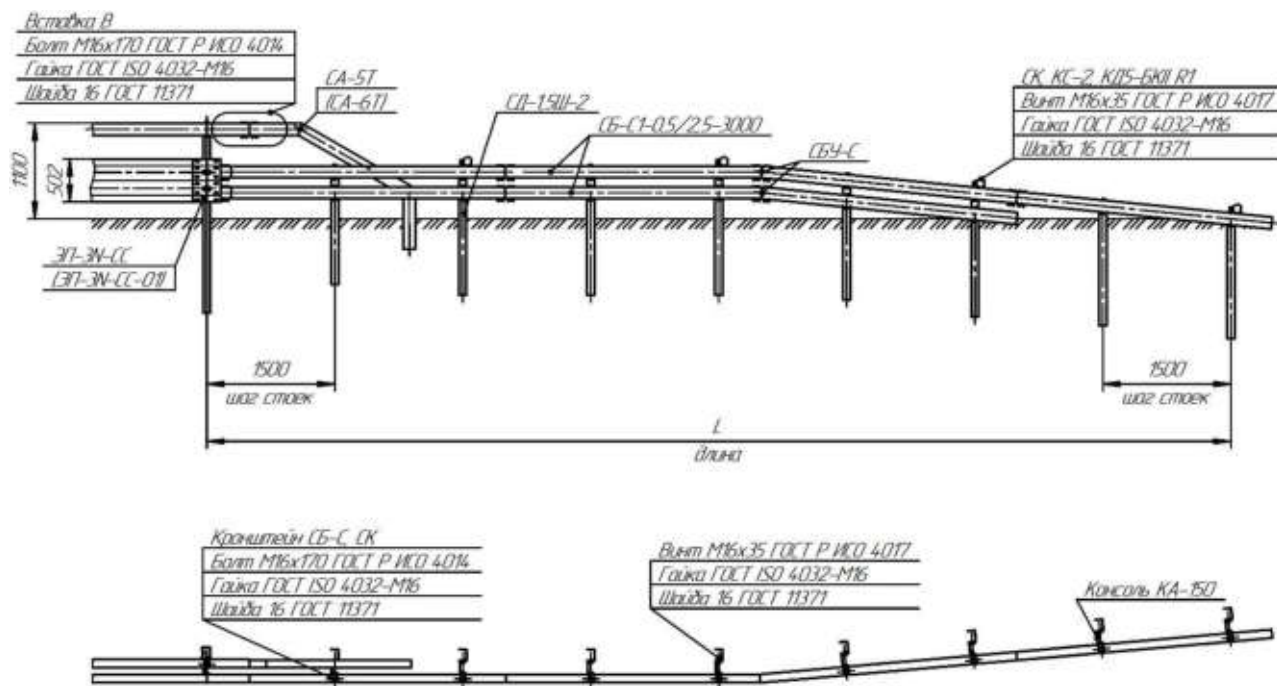 Вставка В
Болт М16х170 ГОСТ Р ИСО 4014
Гайка ГОСТ ISO 4032-М16
Шайба 16 ГОСТ 11371
СА-5Т
(СА-6Т)
СД-1.5Ш-2
СБ-С1-0.5/2.5-3000
СБУ-С
СК, КС-2, КД5-БКII R1
Винт М16х35 ГОСТ Р ИСО 4017
Гайка ГОСТ ISO 4032-М16
Шайба 16 ГОСТ 11371
1100
502
ЭП-3N-СС
(ЭП-3N-СС-01)
1500
шаг стоек
1500
шаг стоек
L
длина
Кронштейн СБ-С, СК
Болт М16х170 ГОСТ Р ИСО 4014
Гайка ГОСТ ISO 4032-М16
Шайба 16 ГОСТ 11371
Винт М16х35 ГОСТ Р ИСО 4017
Гайка ГОСТ ISO 4032-М16
Шайба 16 ГОСТ 11371
Консоль КА-150